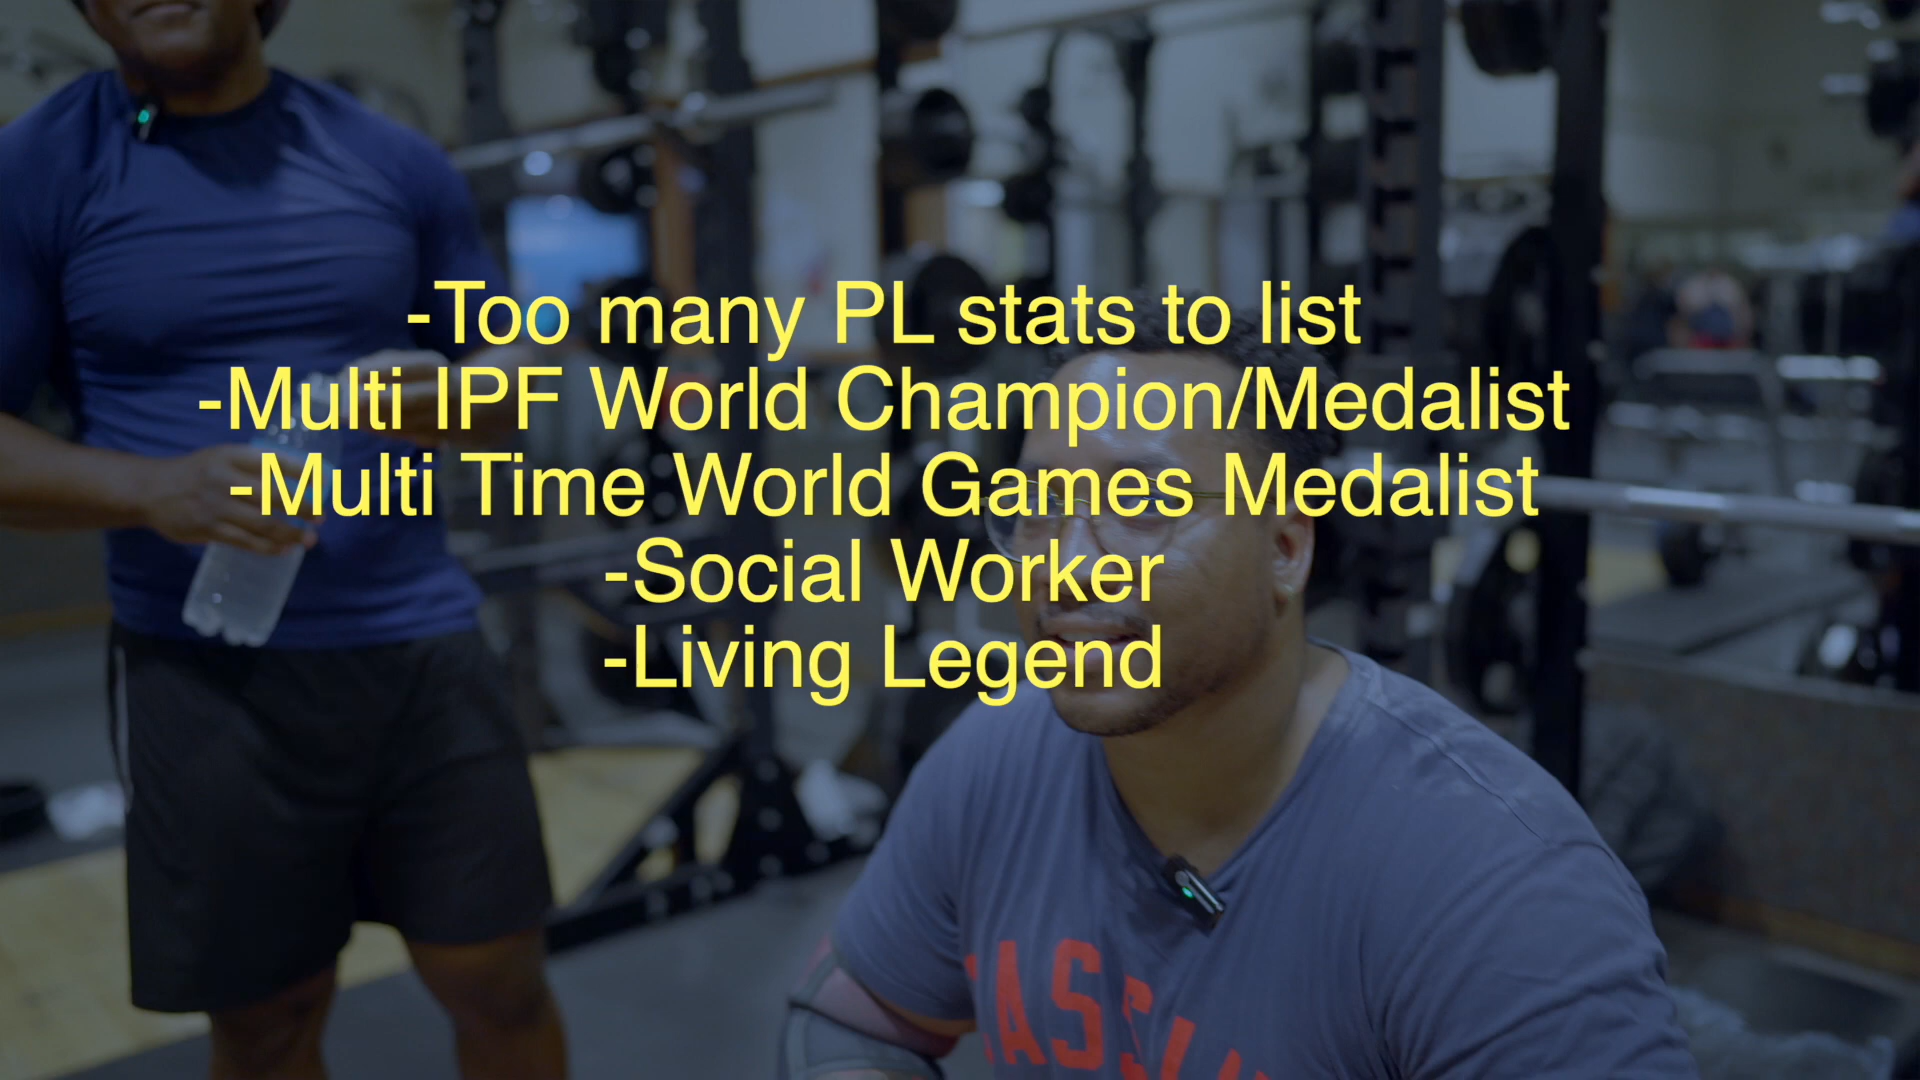 -Too many PL stats to list
-Multi IPF World Champion/Medalist
-Multi Time World Games Medalist
-Social Worker
-Living Legend